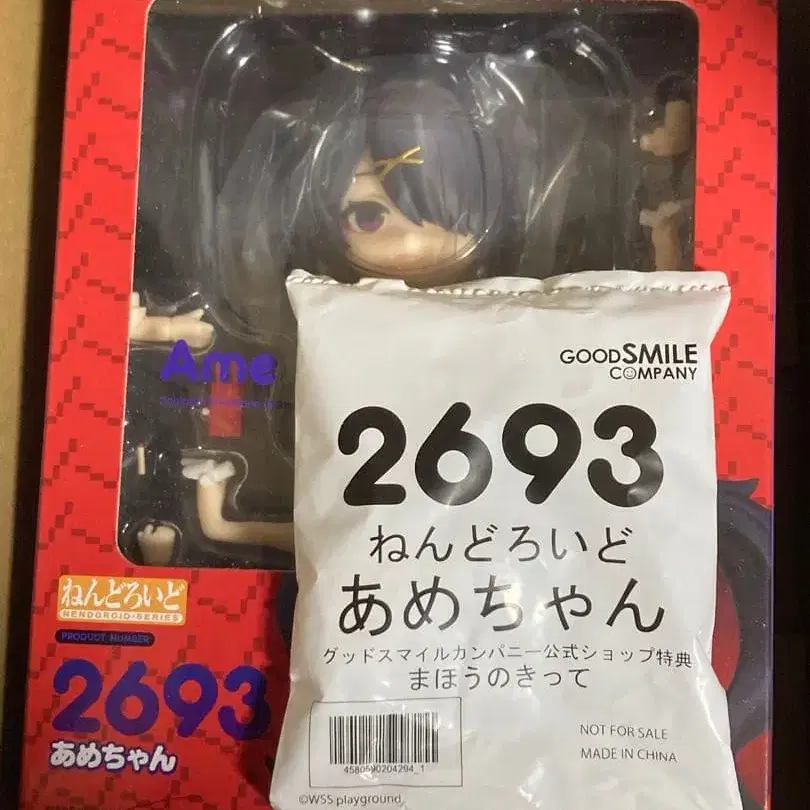 Ame
ねんどろいど
NENDOROID·SERIES
PRODUCT NUMBER
2693
あめちゃん
GOOD SMILE
COMPANY
2693
ねんどろいど
あめちゃん
グッドスマイルカンパニー公式ショップ特典
まほうのきって
NOT FOR SALE
MADE IN CHINA
4580590204294_1
©WSS playground